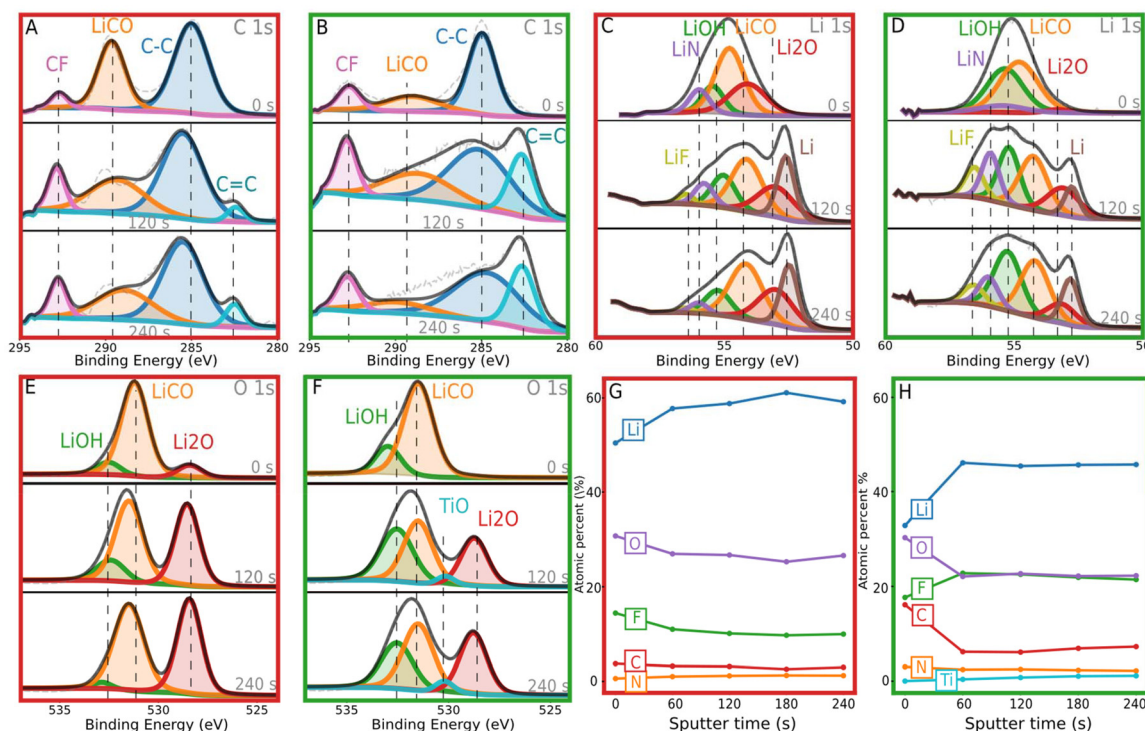 A
LiCO
C 1s
C-C
CF
0 s
C=C
120 s
240 s
295 290 285 280
Binding Energy (eV)
B
C 1s
CF
LiCO
0 s
C=C
120 s
240 s
295 290 285 280
Binding Energy (eV)
C
Li 1s
LiOH
LiCO
LiN
Li2O
0 s
LiF
Li
120 s
240 s
60 55 50
Binding Energy (eV)
D
Li 1s
LiOH
LiCO
LiN
Li2O
0 s
LiF
Li
120 s
240 s
60 55 50
Binding Energy (eV)
E
O 1s
LiCO
LiOH
Li2O
0 s
120 s
240 s
535 530 525
Binding Energy (eV)
F
O 1s
LiCO
LiOH
0 s
TiO
Li2O
120 s
240 s
535 530 525
Binding Energy (eV)
G
Atomic percent (\%)
60
40
20
0
Li
O
F
C
N
0 60 120 180 240
Sputter time (s)
H
Atomic percent %
60
40
20
0
Li
O
F
C
N
Ti
0 60 120 180 240
Sputter time (s)